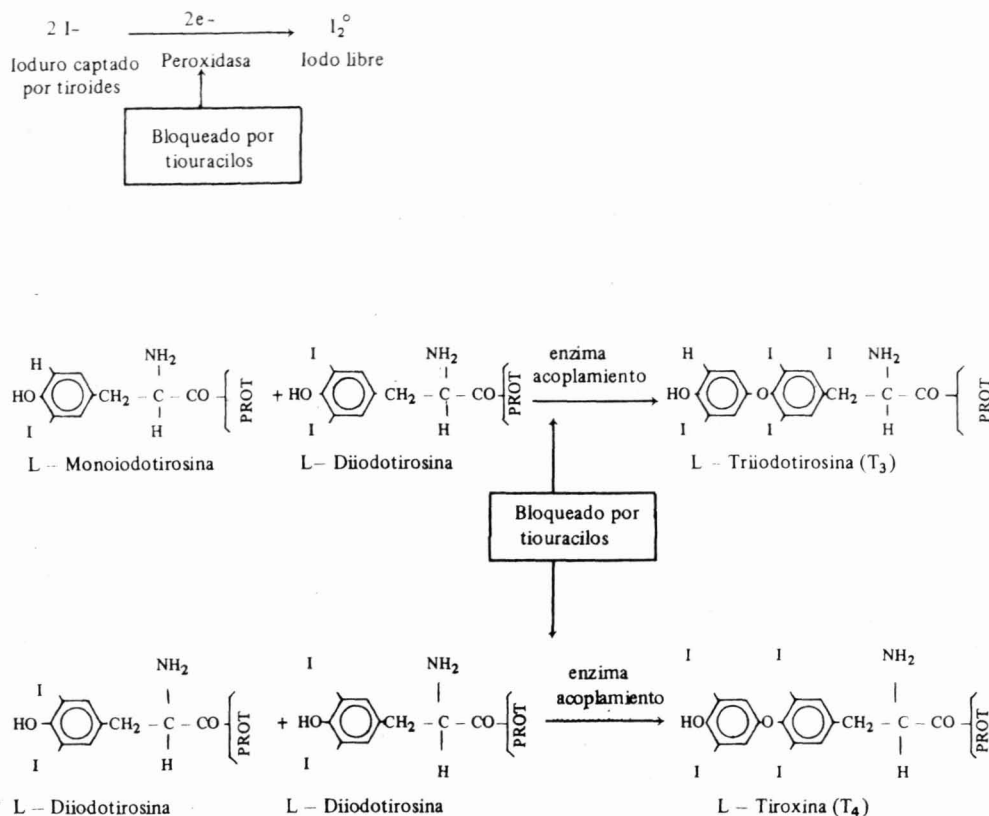 2 I- 2e- I₂°
Ioduro captado Peroxidasa Iodo libre
por tiroides
Bloqueado por
tiouracilos
H NH₂ I NH₂ enzima H I I NH₂
acoplamiento
HO CH₂ – C – CO PROT + HO CH₂ – C – CO PROT HO O CH₂ – C – CO PROT
I H I H I I H
L – Monoiodotirosina L – Diiodotirosina L – Triiodotirosina (T₃)
Bloqueado por
tiouracilos
I NH₂ I NH₂ enzima I I NH₂
acoplamiento
HO CH₂ – C – CO PROT + HO CH₂ – C – CO PROT HO O CH₂ – C – CO PROT
I H I H I I H
L – Diiodotirosina L – Diiodotirosina L – Tiroxina (T₄)